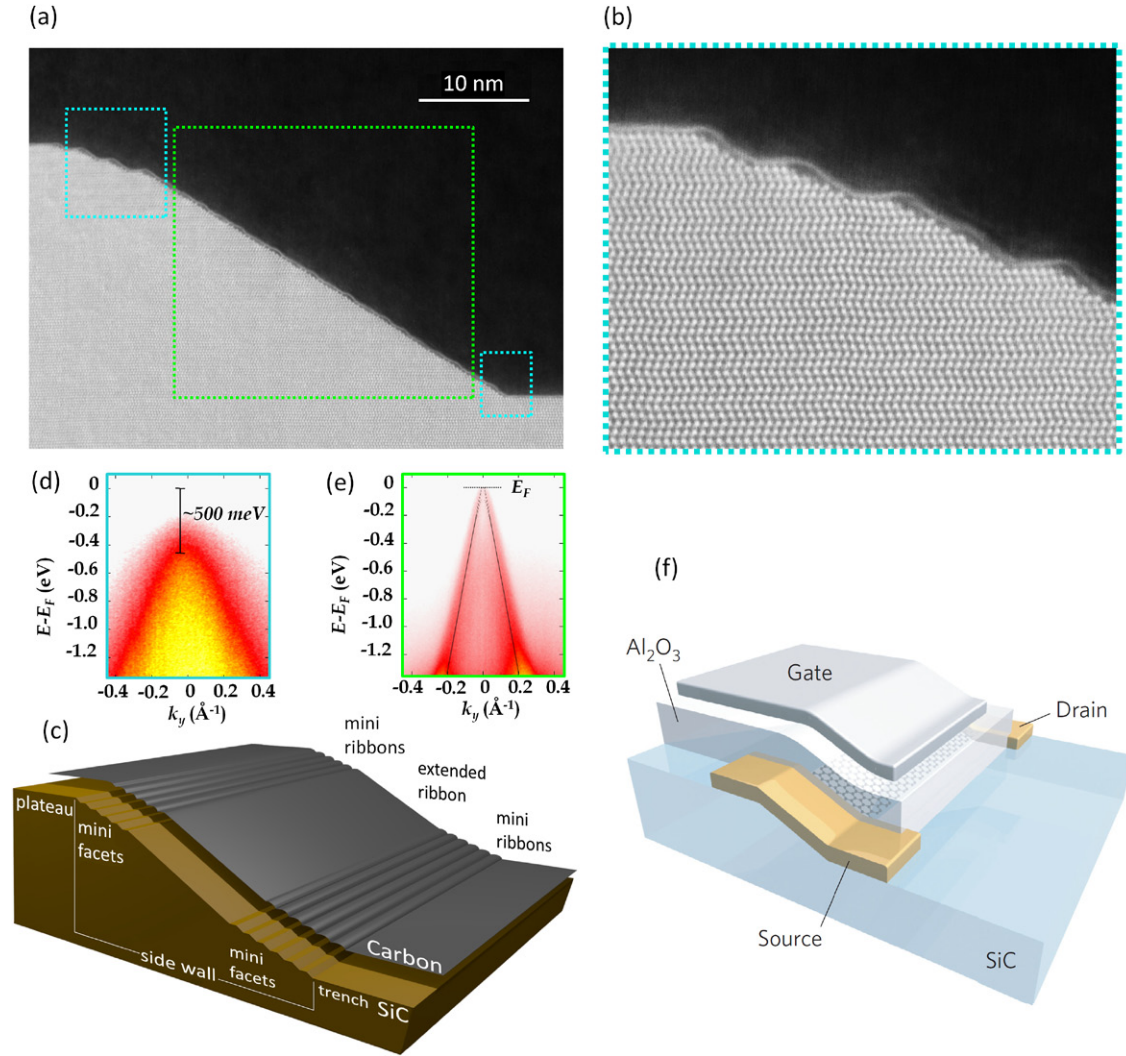 (a)
10 nm
(b)
(d)
0
-0.2
-0.4
-0.6
-0.8
-1.0
-1.2
E-E_F (eV)
~500 meV
-0.4 -0.2 0 0.2 0.4
k_y (Å⁻¹)
(e)
0
-0.2
-0.4
-0.6
-0.8
-1.0
-1.2
E-E_F (eV)
E_F
-0.4 -0.2 0 0.2 0.4
k_y (Å⁻¹)
(c)
mini
ribbons
extended
ribbon
mini
ribbons
plateau
mini
facets
side wall
mini
facets
trench
Carbon
SiC
(f)
Al₂O₃
Gate
Drain
Source
SiC